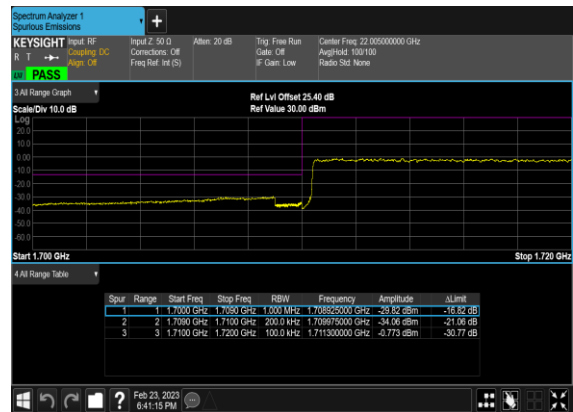 Spectrum Analyzer 1
Spurious Emissions
KEYSIGHT Input: RF Input Z: 50 Ω Atten: 20 dB Trig: Free Run Center Freq: 22.005000000 GHz
R T Coupling: DC Corrections: Off Gate: Off Avg|Hold: 100/100
Align: Off Freq Ref: Int (S) IF Gain: Low Radio Std: None
LW PASS
3 All Range Graph
Ref Lvl Offset 25.40 dB
Scale/Div 10.0 dB Ref Value 30.00 dBm
Log
20.0
10.0
0.00
-10.0
-20.0
-30.0
-40.0
-50.0
-60.0
Start 1.700 GHz Stop 1.720 GHz
4 All Range Table
Spur Range Start Freq Stop Freq RBW Frequency Amplitude ΔLimit
1 1 1.7000 GHz 1.7090 GHz 1.000 MHz 1.708925000 GHz -29.82 dBm -16.82 dB
2 2 1.7090 GHz 1.7100 GHz 200.0 kHz 1.709975000 GHz -34.06 dBm -21.06 dB
3 3 1.7100 GHz 1.7200 GHz 100.0 kHz 1.711300000 GHz -0.773 dBm -30.77 dB
? Feb 23, 2023
6:41:15 PM